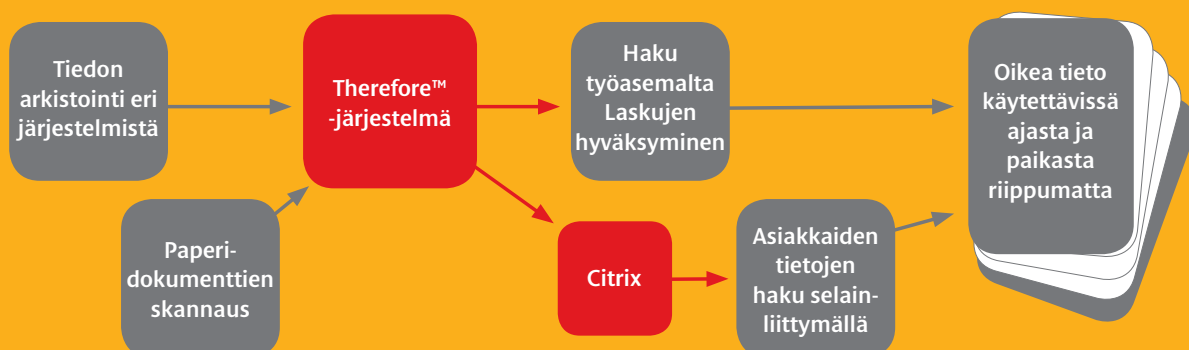 Tiedon
arkistointi eri
järjestelmistä
Paperi-
dokumenttien
skannaus
Therefore™
-järjestelmä
Haku
työasemalta
Laskujen
hyväksyminen
Citrix
Asiakkaiden
tietojen
haku selain-
liittymällä
Oikea tieto
käytettävissä
ajasta ja
paikasta
riippumatta